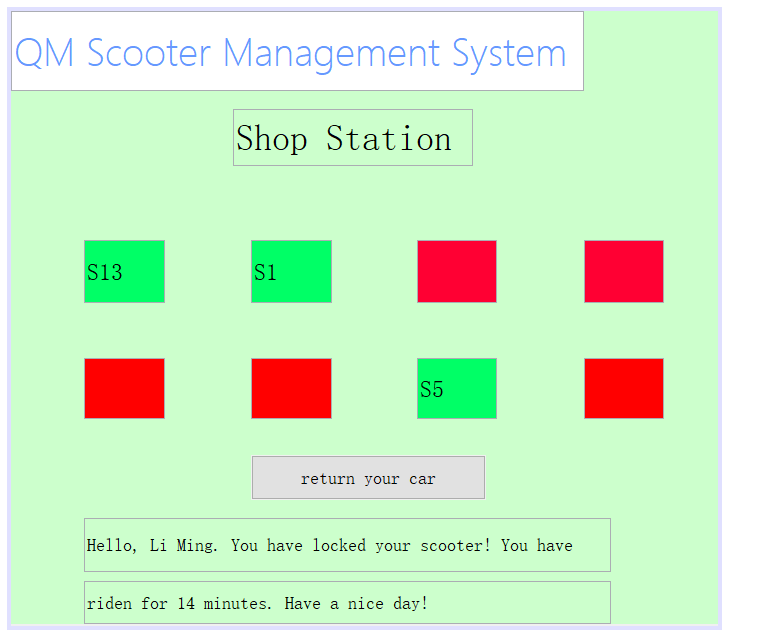 QM Scooter Management System
Shop Station
S13
S1
S5
return your car
Hello, Li Ming. You have locked your scooter! You have
riden for 14 minutes. Have a nice day!